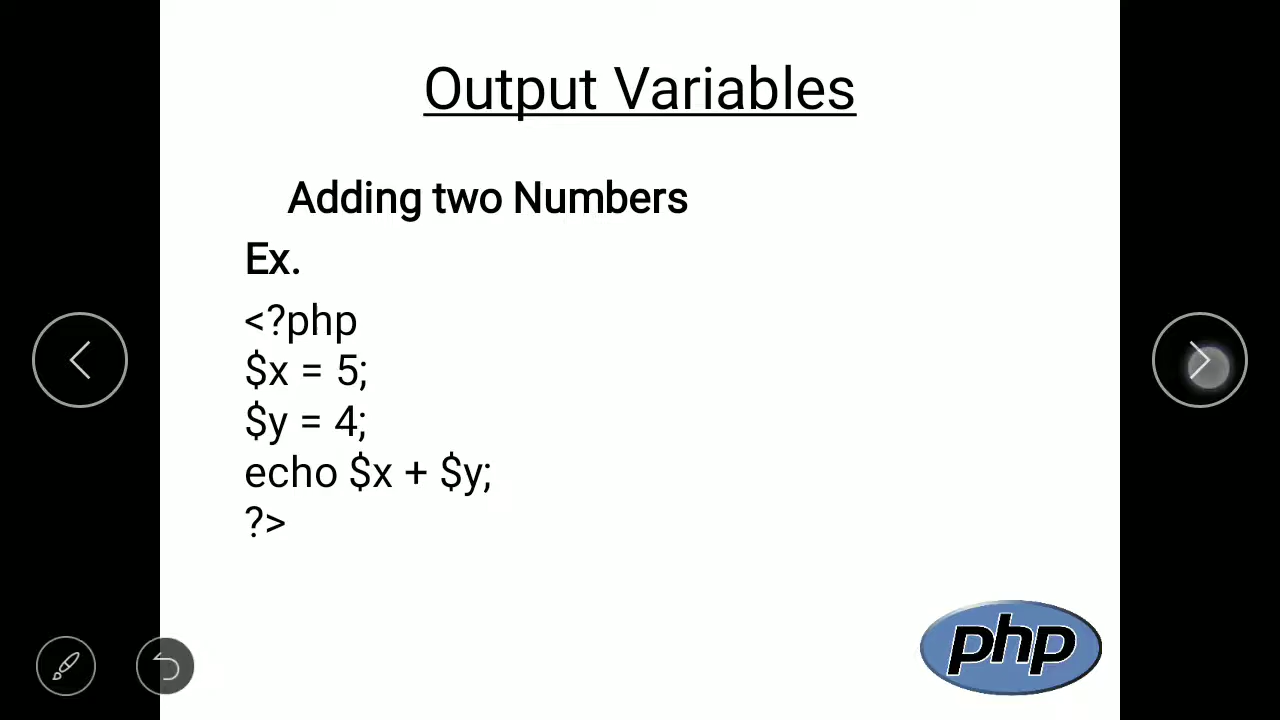 Output Variables
Adding two Numbers
Ex.
<?php
$x = 5;
$y = 4;
echo $x + $y;
?>
php